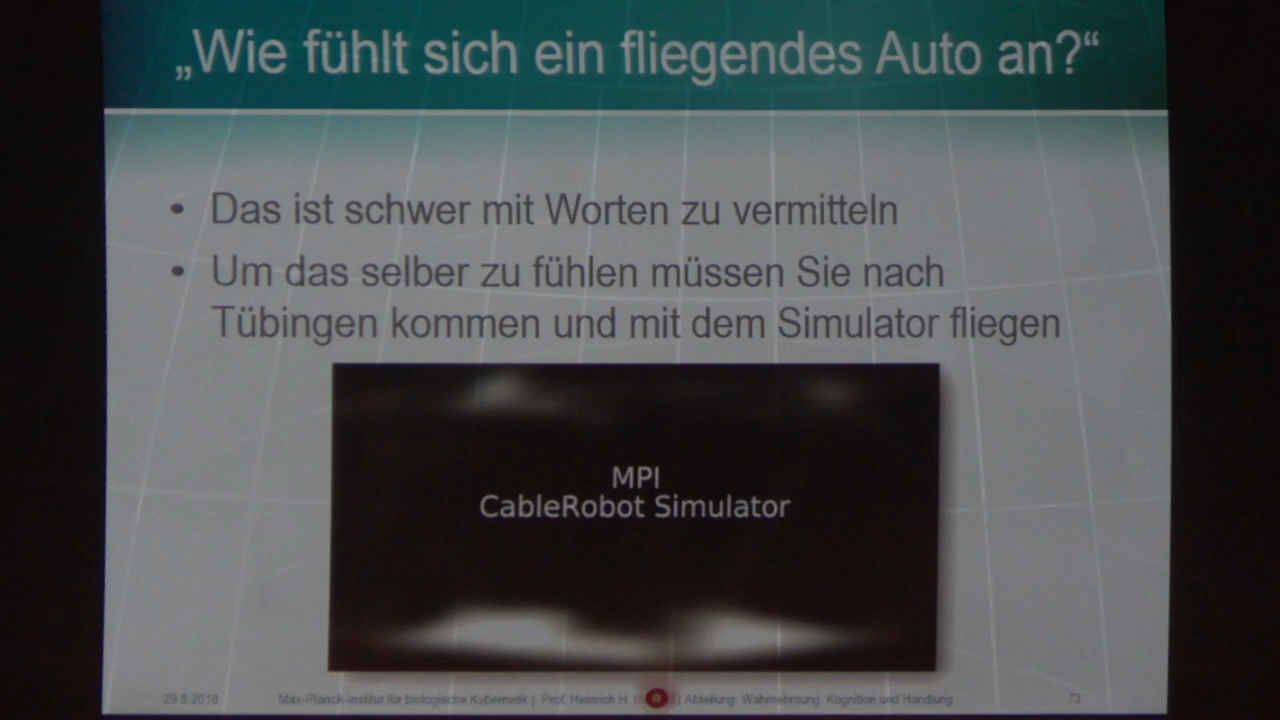 „Wie fühlt sich ein fliegendes Auto an?“
• Das ist schwer mit Worten zu vermitteln
• Um das selber zu fühlen müssen Sie nach
Tübingen kommen und mit dem Simulator fliegen
MPI
CableRobot Simulator
29.5.2018 Max-Planck-Institut für biologische Kybernetik | Prof. Heinrich H. | Abteilung: Wahrnehmung, Kognition und Handlung 73